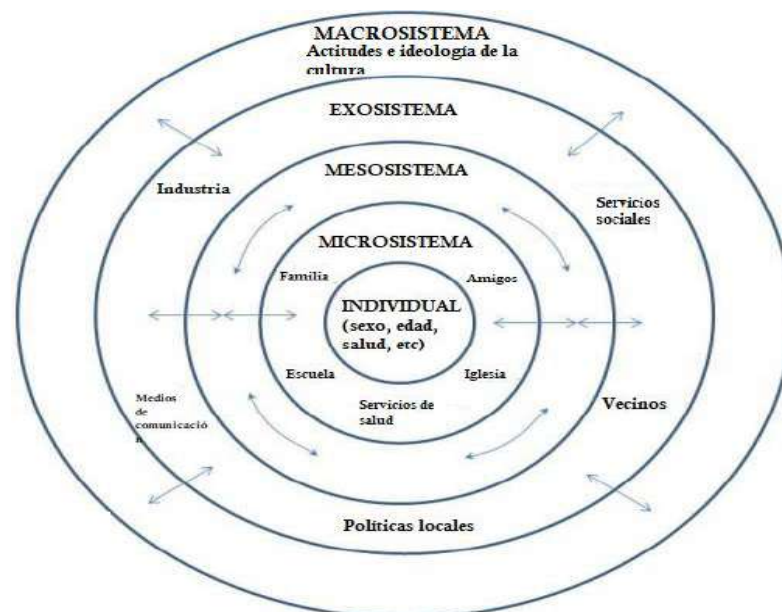 MACROSISTEMA
Actitudes e ideología de la
cultura
EXOSISTEMA
MESOSISTEMA
Industria
Servicios
sociales
MICROSISTEMA
Familia
Amigos
INDIVIDUAL
(sexo, edad,
salud, etc)
Escuela
Iglesia
Servicios de
salud
Medios
de
comunicació
n
Vecinos
Políticas locales